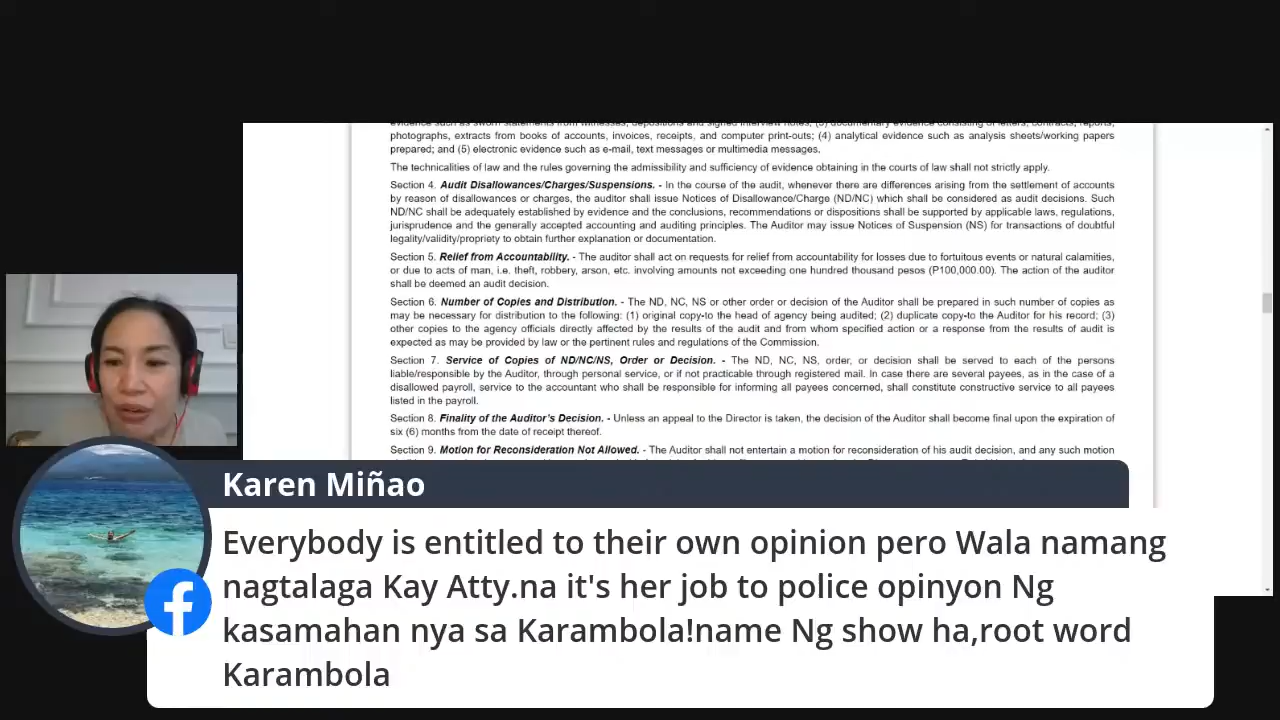 evidence such as sworn statements from witnesses, depositions and signed interview notes; (3) documentary evidence consisting of letters, contracts, reports,
photographs, extracts from books of accounts, invoices, receipts, and computer print-outs; (4) analytical evidence such as analysis sheets/working papers
prepared; and (5) electronic evidence such as e-mail, text messages or multimedia messages.
The technicalities of law and the rules governing the admissibility and sufficiency of evidence obtaining in the courts of law shall not strictly apply.
Section 4. Audit Disallowances/Charges/Suspensions. - In the course of the audit, whenever there are differences arising from the settlement of accounts
by reason of disallowances or charges, the auditor shall issue Notices of Disallowance/Charge (ND/NC) which shall be considered as audit decisions. Such
ND/NC shall be adequately established by evidence and the conclusions, recommendations or dispositions shall be supported by applicable laws, regulations,
jurisprudence and the generally accepted accounting and auditing principles. The Auditor may issue Notices of Suspension (NS) for transactions of doubtful
legality/validity/propriety to obtain further explanation or documentation.
Section 5. Relief from Accountability. - The auditor shall act on requests for relief from accountability for losses due to fortuitous events or natural calamities,
or due to acts of man, i.e. theft, robbery, arson, etc. involving amounts not exceeding one hundred thousand pesos (P100,000.00). The action of the auditor
shall be deemed an audit decision.
Section 6. Number of Copies and Distribution. - The ND, NC, NS or other order or decision of the Auditor shall be prepared in such number of copies as
may be necessary for distribution to the following: (1) original copy-to the head of agency being audited; (2) duplicate copy-to the Auditor for his record; (3)
other copies to the agency officials directly affected by the results of the audit and from whom specified action or a response from the results of audit is
expected as may be provided by law or the pertinent rules and regulations of the Commission.
Section 7. Service of Copies of ND/NC/NS, Order or Decision. - The ND, NC, NS, order, or decision shall be served to each of the persons
liable/responsible by the Auditor, through personal service, or if not practicable through registered mail. In case there are several payees, as in the case of a
disallowed payroll, service to the accountant who shall be responsible for informing all payees concerned, shall constitute constructive service to all payees
listed in the payroll.
Section 8. Finality of the Auditor's Decision. - Unless an appeal to the Director is taken, the decision of the Auditor shall become final upon the expiration of
six (6) months from the date of receipt thereof.
Section 9. Motion for Reconsideration Not Allowed. - The Auditor shall not entertain a motion for reconsideration of his audit decision, and any such motion
Karen Miñao
Everybody is entitled to their own opinion pero Wala namang
nagtalaga Kay Atty.na it's her job to police opinyon Ng
kasamahan nya sa Karambola!name Ng show ha,root word
Karambola